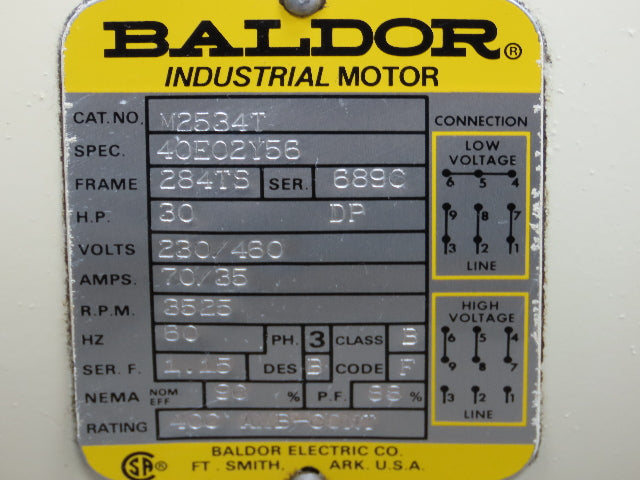 BALDOR®
INDUSTRIAL MOTOR
CAT. NO. M2534T
SPEC. 40E02Y56
FRAME 284TS SER. 689C
H.P. 30 DP
VOLTS 230/460
AMPS. 70/35
R.P.M. 3525
HZ 60 PH. 3 CLASS B
SER. F. 1.15 DES B CODE F
NEMA NOM EFF 90 % P.F. 88 %
RATING 40C AMB-CONT
CONNECTION
LOW
VOLTAGE
6 5 4
9 8 7
3 2 1
LINE
HIGH
VOLTAGE
6 5 4
9 8 7
3 2 1
LINE
SA
BALDOR ELECTRIC CO.
FT. SMITH, ARK. U.S.A.